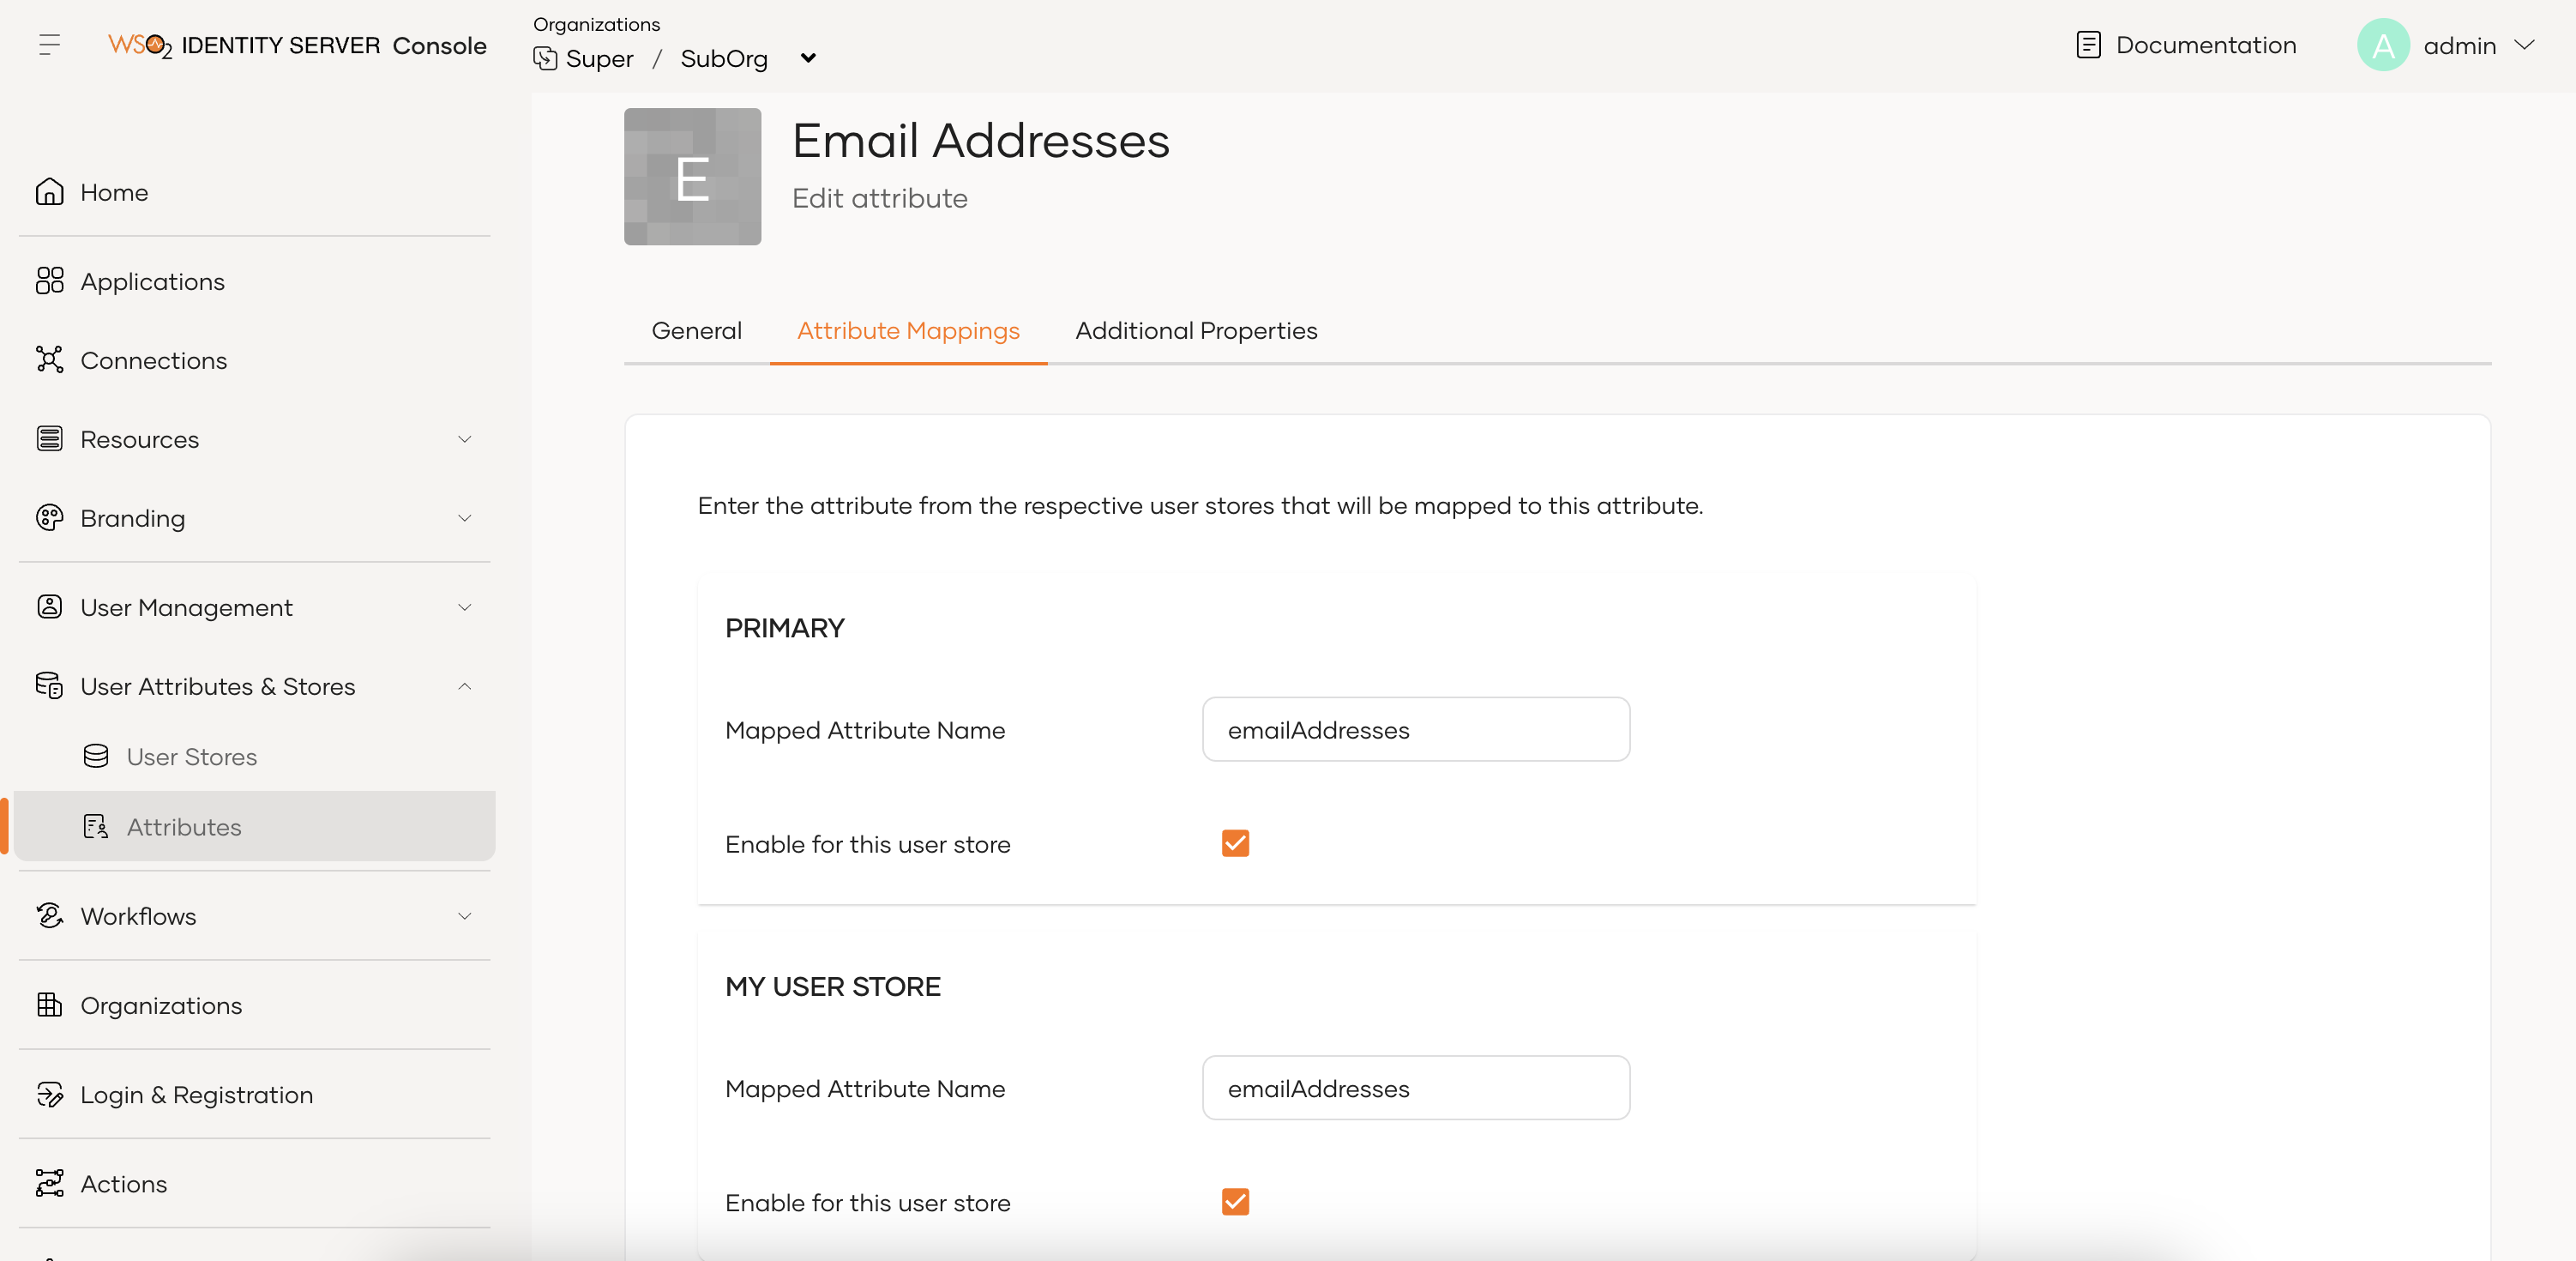 WSO2 IDENTITY SERVER Console
Organizations
Super / SubOrg
Documentation
A admin
Home
Applications
Connections
Resources
Branding
User Management
User Attributes & Stores
User Stores
Attributes
Workflows
Organizations
Login & Registration
Actions
E
Email Addresses
Edit attribute
General Attribute Mappings Additional Properties
Enter the attribute from the respective user stores that will be mapped to this attribute.
PRIMARY
Mapped Attribute Name emailAddresses
Enable for this user store
MY USER STORE
Mapped Attribute Name emailAddresses
Enable for this user store